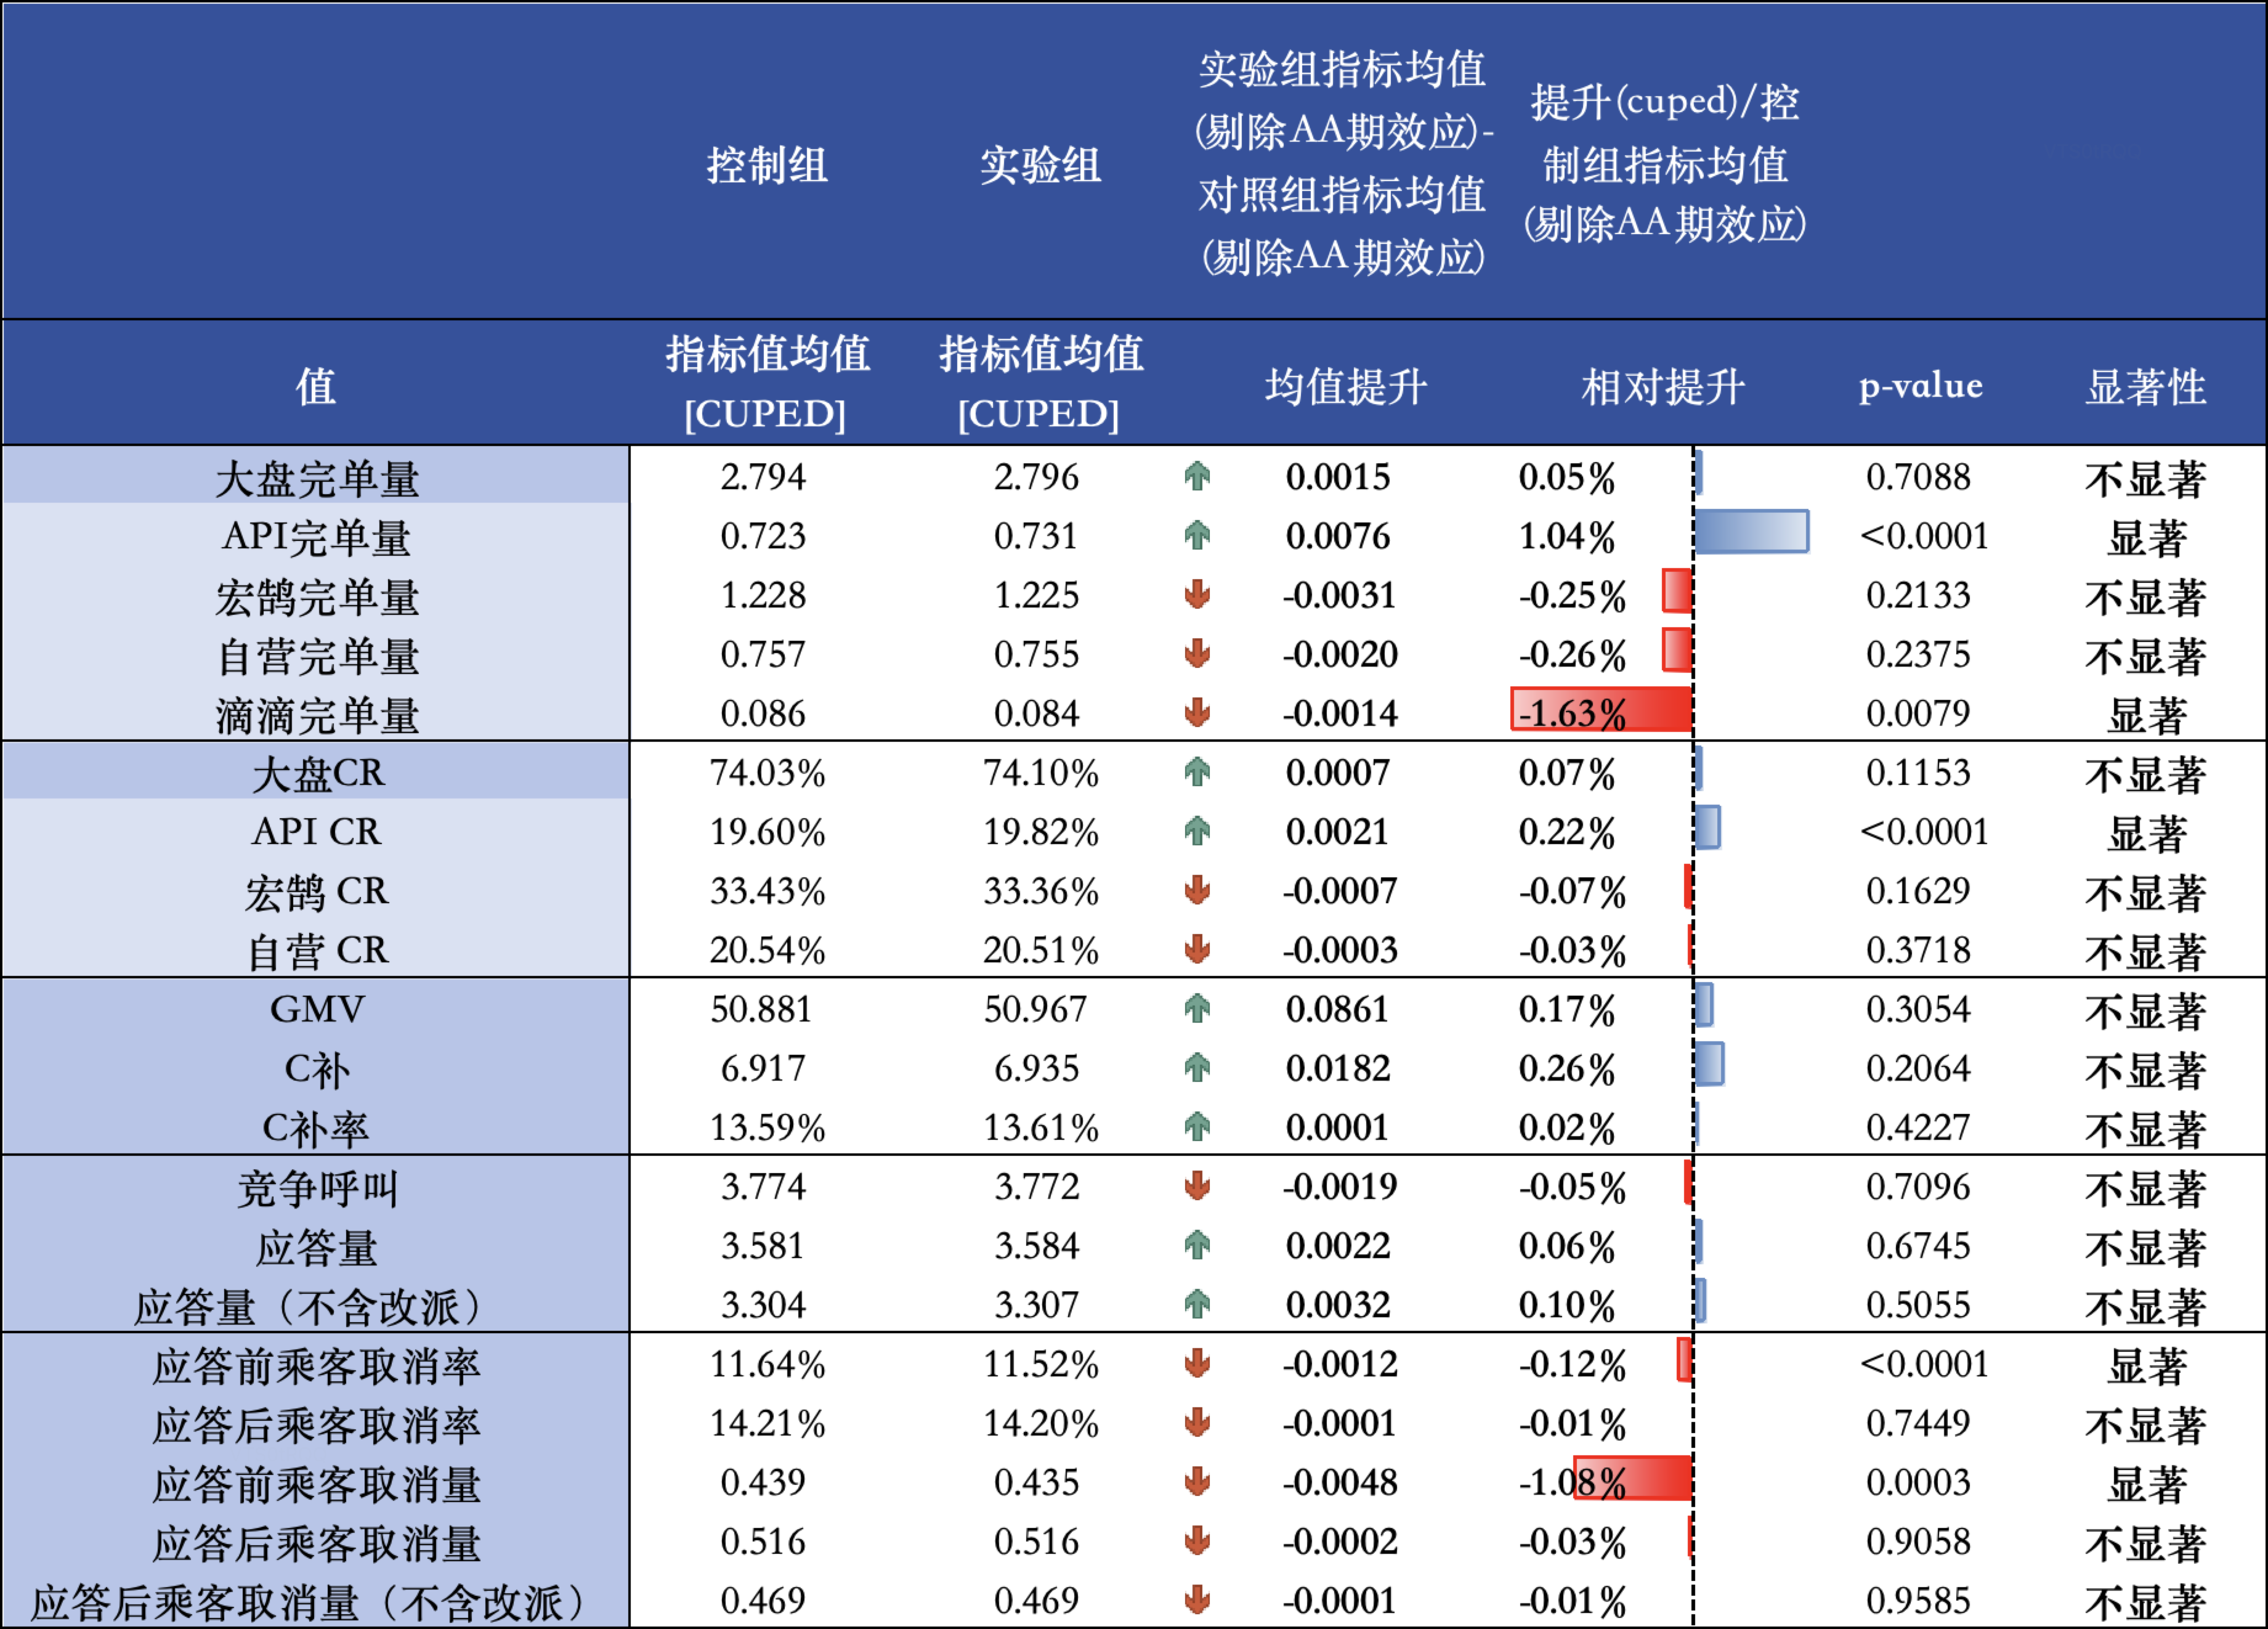 控制组 实验组 实验组指标均值(剔除AA期效应)-对照组指标均值(剔除AA期效应) 提升(cuped)/控制组指标均值(剔除AA期效应)
值 指标值均值[CUPED] 指标值均值[CUPED] 均值提升 相对提升 p-value 显著性
大盘完单量 2.794 2.796 0.0015 0.05% 0.7088 不显著
API完单量 0.723 0.731 0.0076 1.04% <0.0001 显著
宏鹄完单量 1.228 1.225 -0.0031 -0.25% 0.2133 不显著
自营完单量 0.757 0.755 -0.0020 -0.26% 0.2375 不显著
滴滴完单量 0.086 0.084 -0.0014 -1.63% 0.0079 显著
大盘CR 74.03% 74.10% 0.0007 0.07% 0.1153 不显著
API CR 19.60% 19.82% 0.0021 0.22% <0.0001 显著
宏鹄 CR 33.43% 33.36% -0.0007 -0.07% 0.1629 不显著
自营 CR 20.54% 20.51% -0.0003 -0.03% 0.3718 不显著
GMV 50.881 50.967 0.0861 0.17% 0.3054 不显著
C补 6.917 6.935 0.0182 0.26% 0.2064 不显著
C补率 13.59% 13.61% 0.0001 0.02% 0.4227 不显著
竞争呼叫 3.774 3.772 -0.0019 -0.05% 0.7096 不显著
应答量 3.581 3.584 0.0022 0.06% 0.6745 不显著
应答量（不含改派） 3.304 3.307 0.0032 0.10% 0.5055 不显著
应答前乘客取消率 11.64% 11.52% -0.0012 -0.12% <0.0001 显著
应答后乘客取消率 14.21% 14.20% -0.0001 -0.01% 0.7449 不显著
应答前乘客取消量 0.439 0.435 -0.0048 -1.08% 0.0003 显著
应答后乘客取消量 0.516 0.516 -0.0002 -0.03% 0.9058 不显著
应答后乘客取消量（不含改派） 0.469 0.469 -0.0001 -0.01% 0.9585 不显著